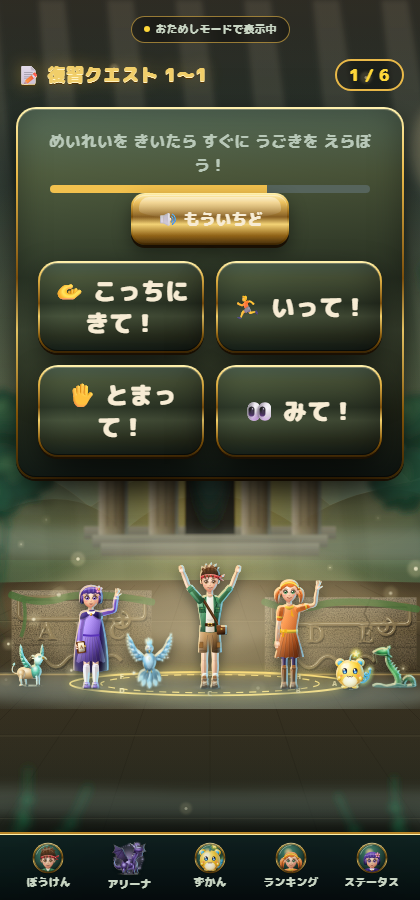 おためしモードで表示中
復習クエスト 1〜1
1 / 6
めいれいを きいたら すぐに うごきを えらぼ
う！
もういちど
こっちに
きて！
いって！
とまっ
て！
みて！
A
D E
ぼうけん
アリーナ
ずかん
ランキング
ステータス